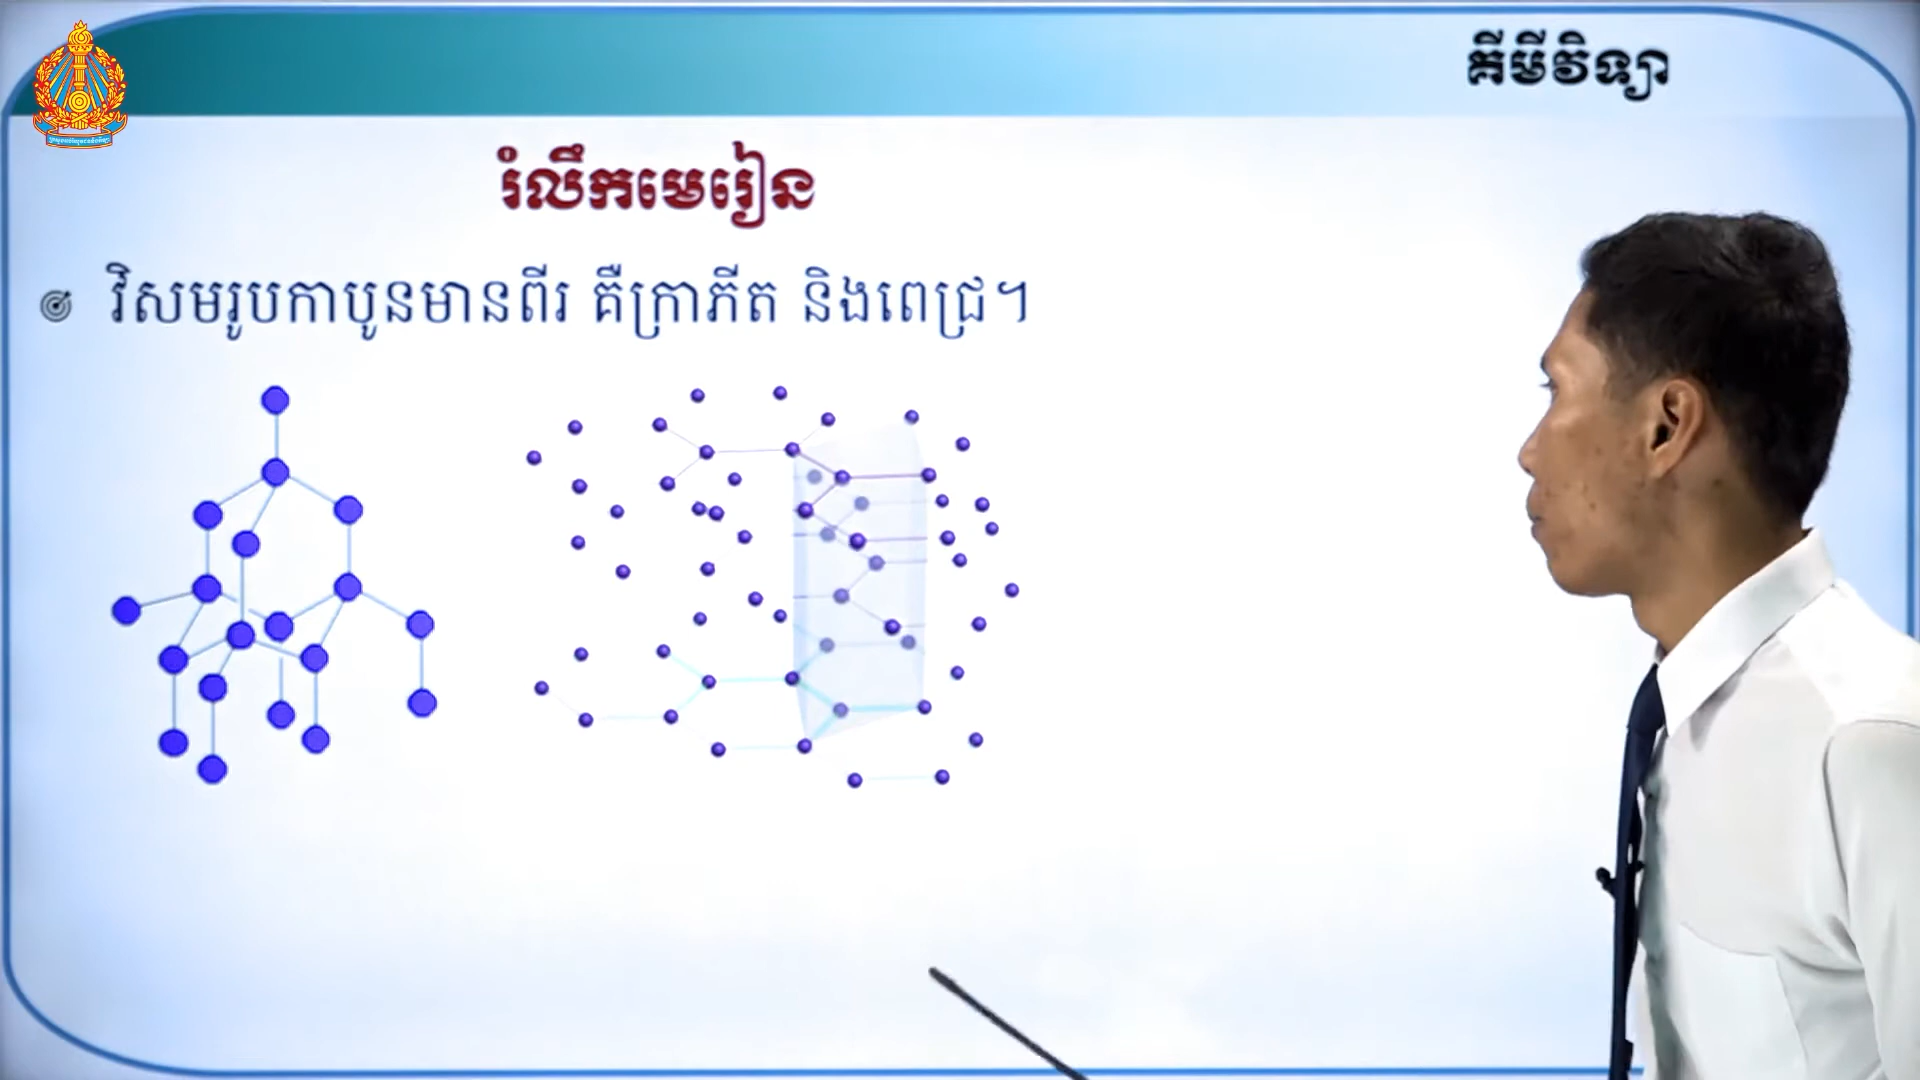 គីមីវិទ្យា
រំលឹកមេរៀន
វិសមរូបកាបូនមានពីរ គឺក្រាភីត និងពេជ្រ។